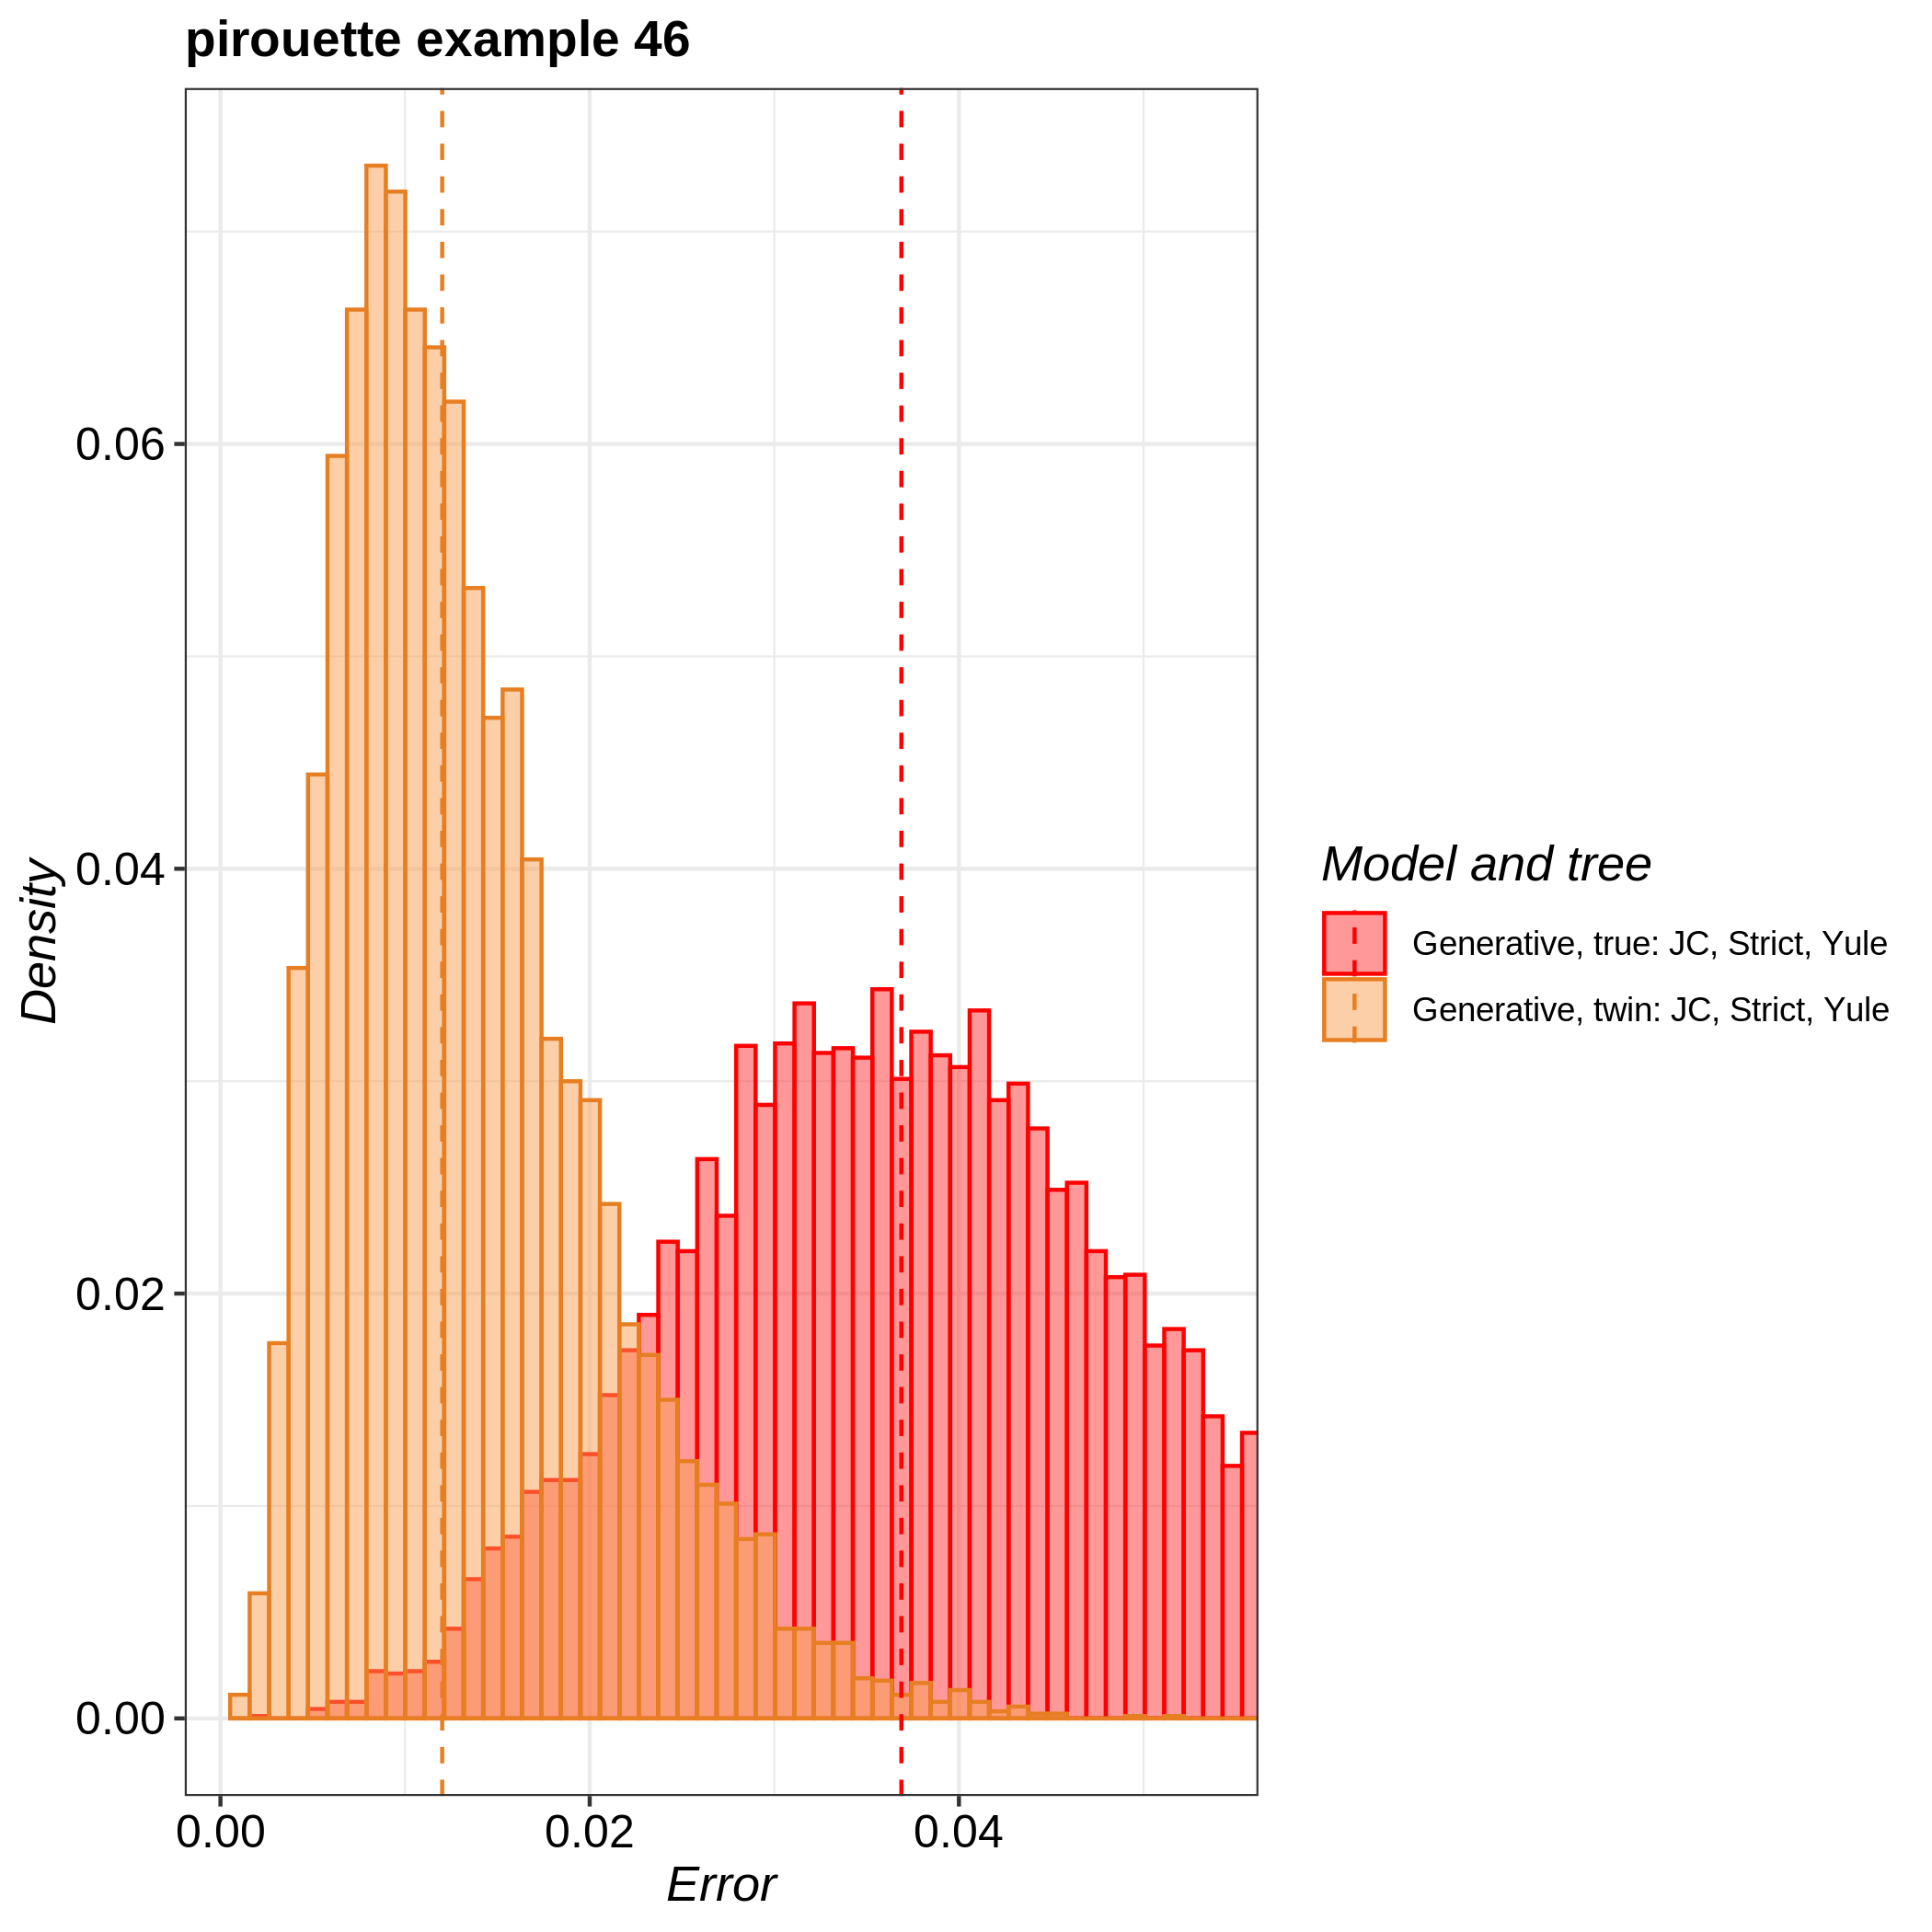 pirouette example 46
0.06
0.04
0.02
0.00
Density
0.00 0.02 0.04
Error
Model and tree
Generative, true: JC, Strict, Yule
Generative, twin: JC, Strict, Yule